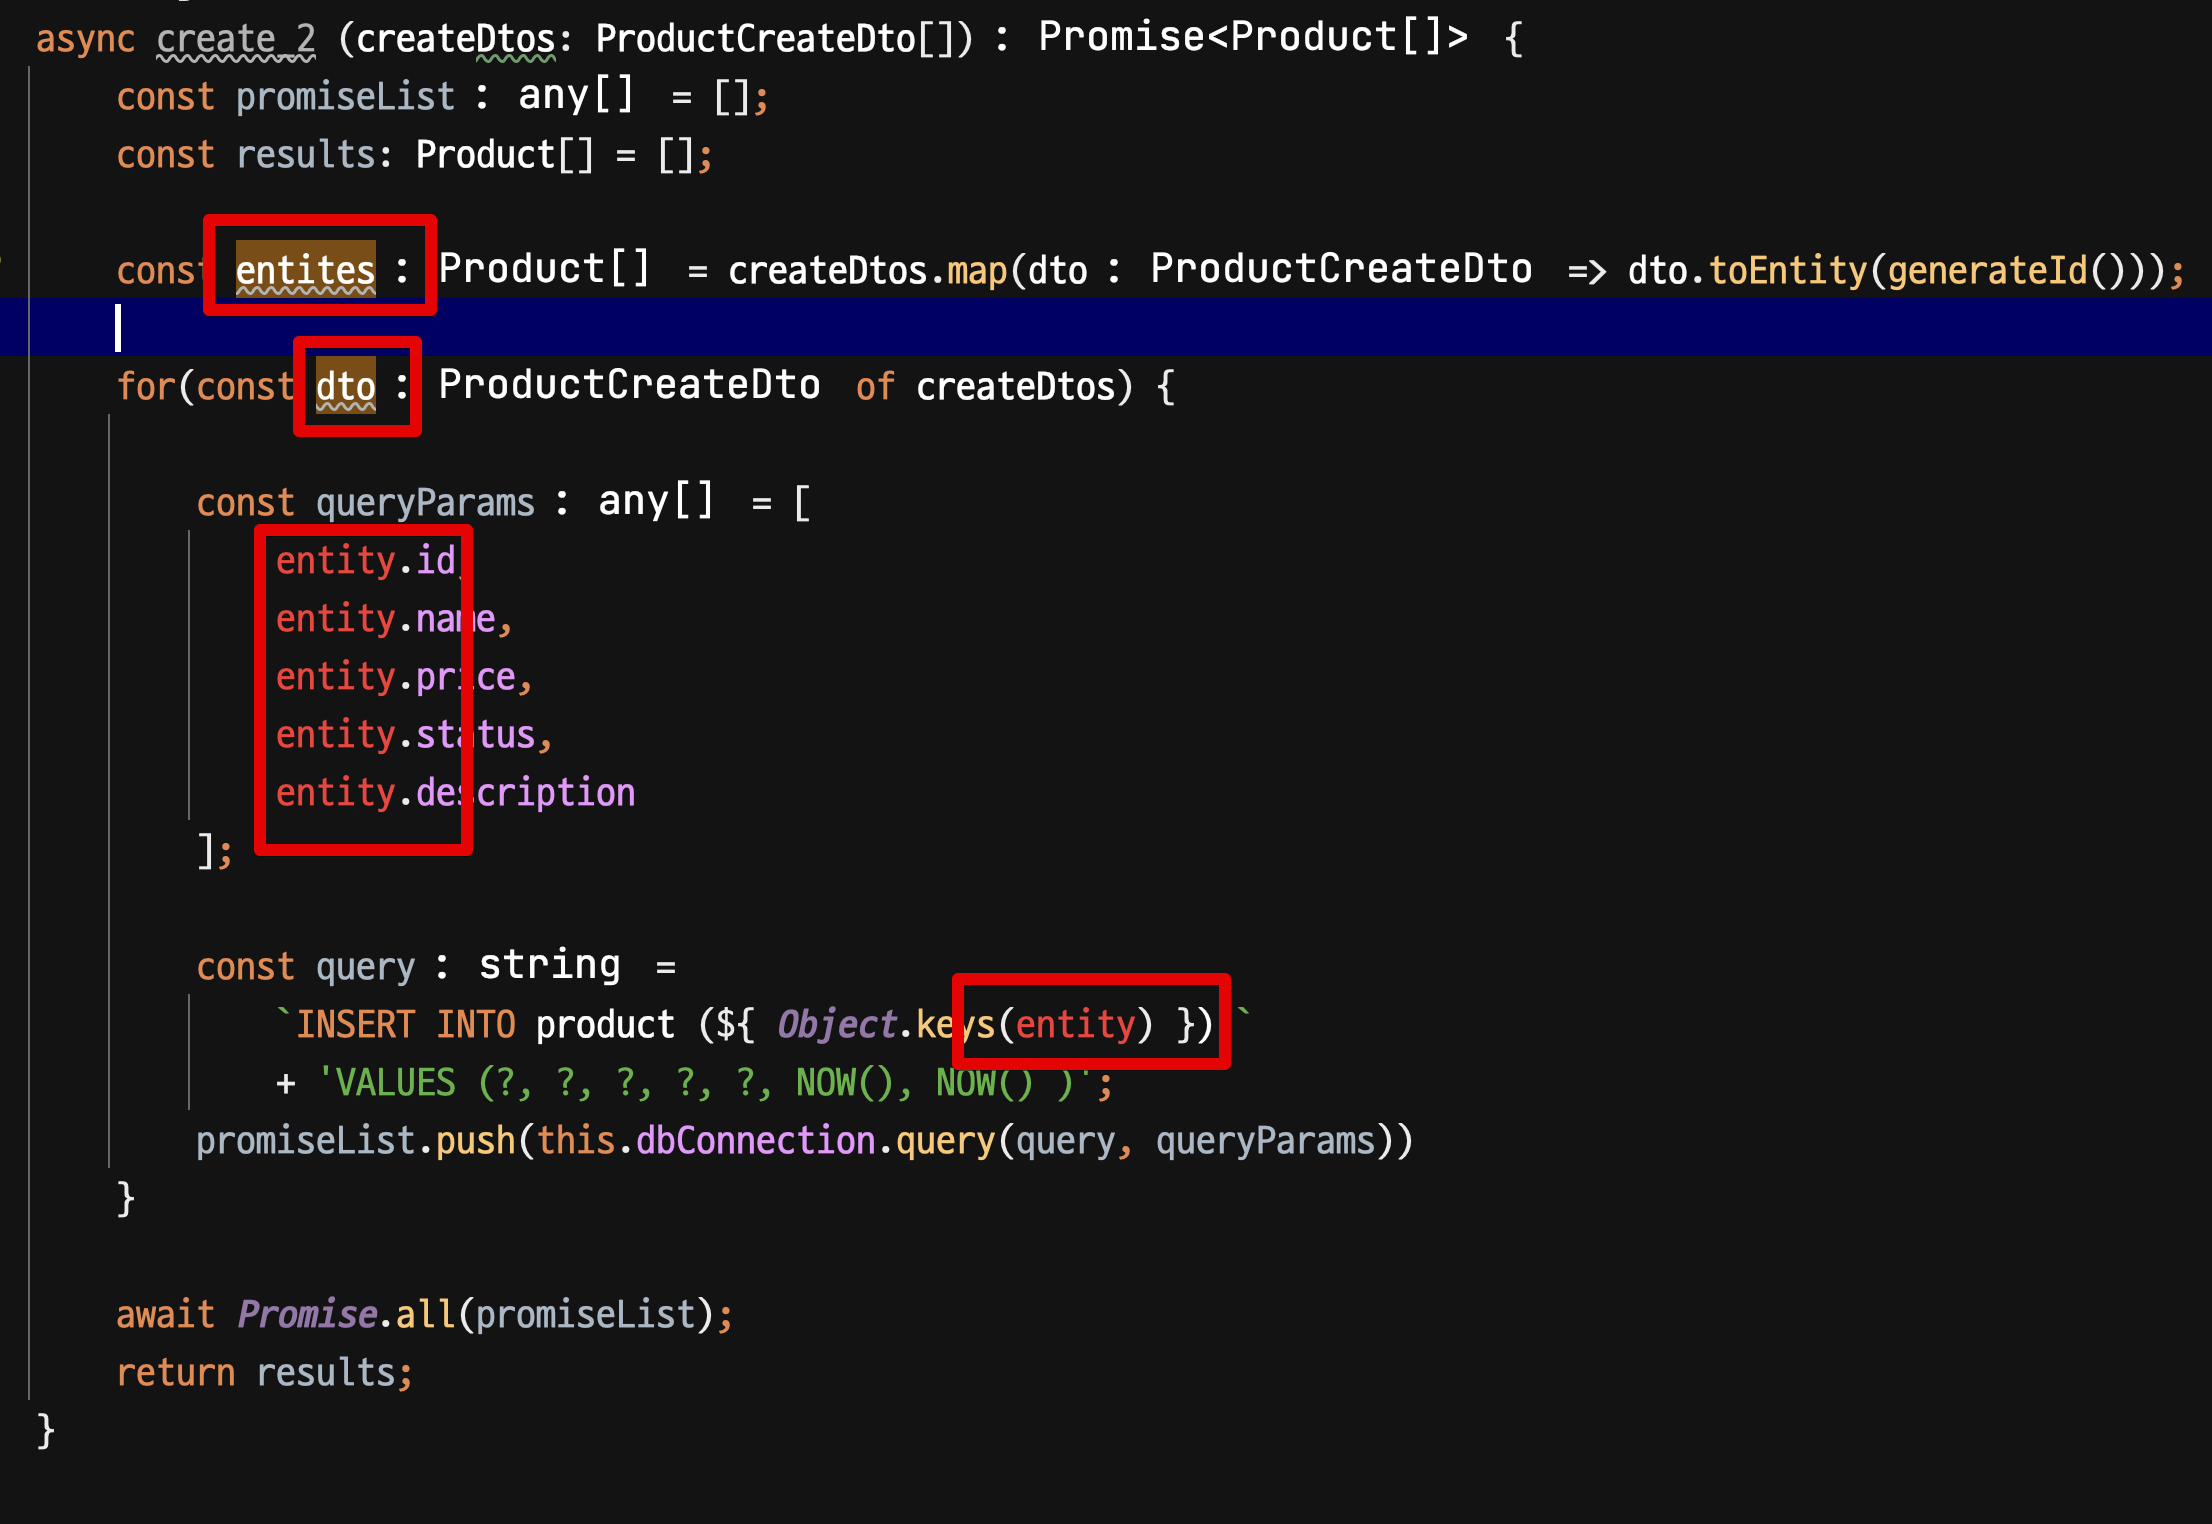 async create_2 (createDtos: ProductCreateDto[]) : Promise<Product[]> {
const promiseList : any[] = [];
const results: Product[] = [];
const entites : Product[] = createDtos.map(dto : ProductCreateDto => dto.toEntity(generateId()));
for(const dto : ProductCreateDto of createDtos) {
const queryParams : any[] = [
entity.id,
entity.name,
entity.price,
entity.status,
entity.description
];
const query : string =
`INSERT INTO product (${ Object.keys(entity) }) `
+ 'VALUES (?, ?, ?, ?, ?, NOW(), NOW() )';
promiseList.push(this.dbConnection.query(query, queryParams))
}
await Promise.all(promiseList);
return results;
}